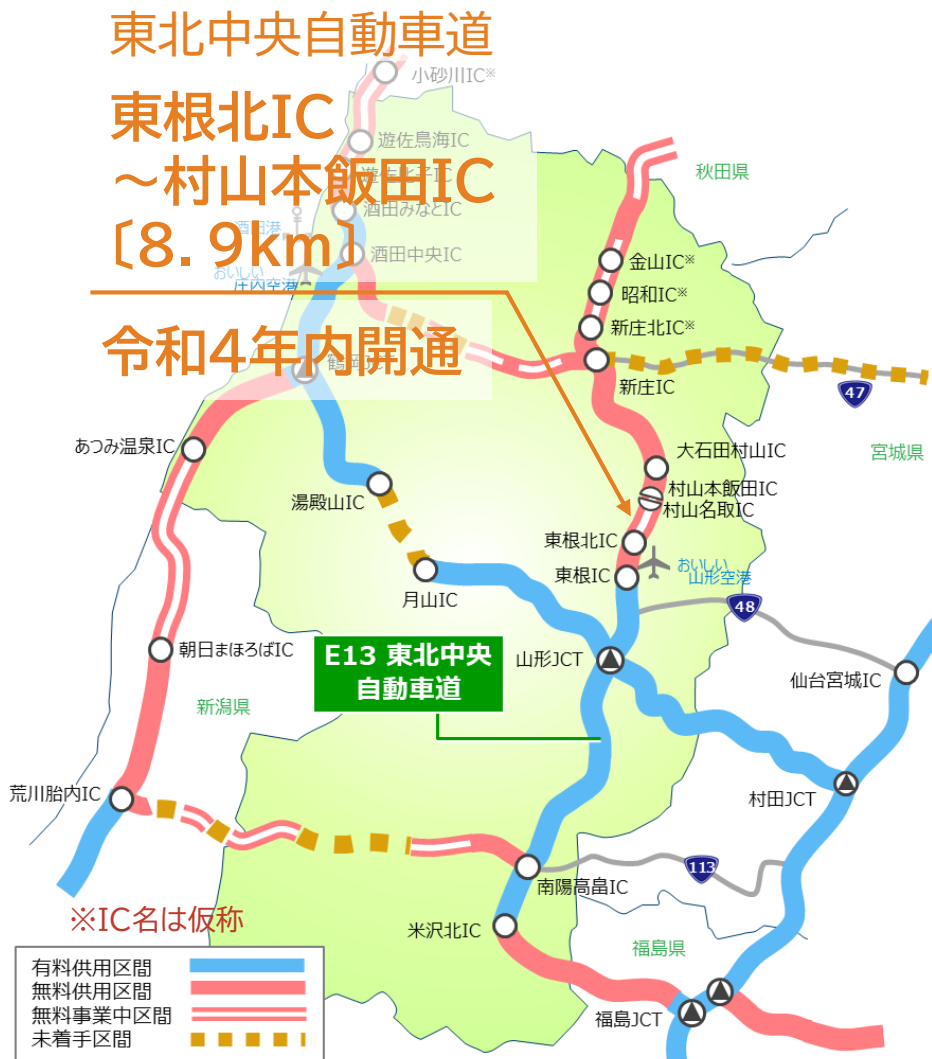 東北中央自動車道
小砂川IC※
東根北IC
～村山本飯田IC
〔8.9km〕
遊佐鳥海IC
遊佐比子IC
酒田みなとIC
酒田港
酒田中央IC
おいしい
庄内空港
秋田県
金山IC※
昭和IC※
新庄北IC※
令和4年内開通
鶴岡JCT
新庄IC
47
あつみ温泉IC
大石田村山IC
宮城県
湯殿山IC
村山本飯田IC
村山名取IC
東根北IC
おいしい
山形空港
東根IC
月山IC
48
朝日まほろばIC
E13 東北中央
自動車道
山形JCT
仙台宮城IC
新潟県
荒川胎内IC
村田JCT
113
南陽高畠IC
※IC名は仮称
米沢北IC
福島県
福島JCT
有料供用区間
無料供用区間
無料事業中区間
未着手区間